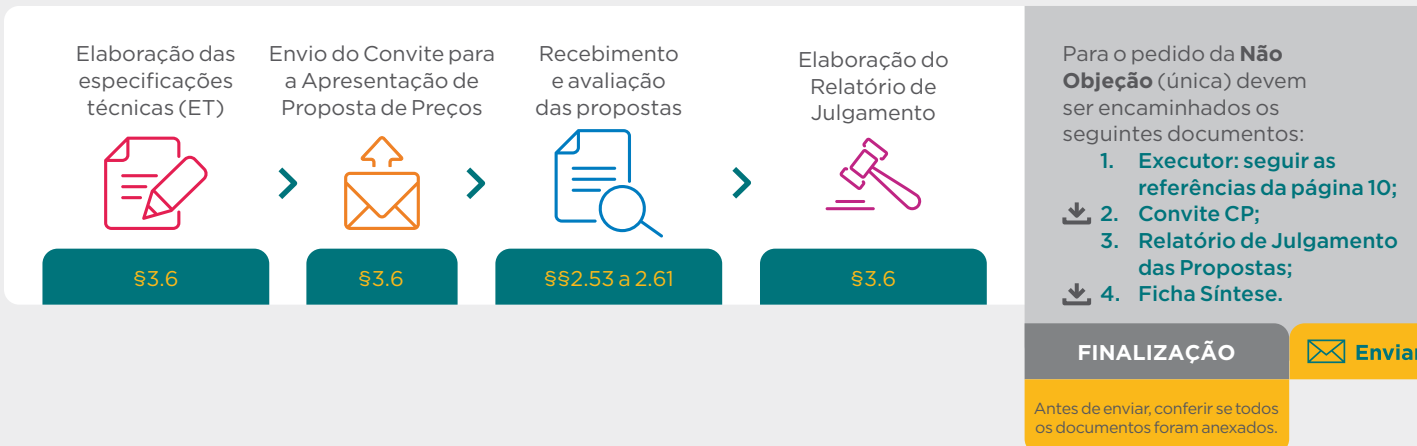 Elaboração das
especificações
técnicas (ET)
§3.6
Envio do Convite para
a Apresentação de
Proposta de Preços
§3.6
Recebimento
e avaliação
das propostas
§§2.53 a 2.61
Elaboração do
Relatório de
Julgamento
§3.6
Para o pedido da Não
Objeção (única) devem
ser encaminhados os
seguintes documentos:
1. Executor: seguir as
referências da página 10;
2. Convite CP;
3. Relatório de Julgamento
das Propostas;
4. Ficha Síntese.
FINALIZAÇÃO
Enviar
Antes de enviar, conferir se todos
os documentos foram anexados.